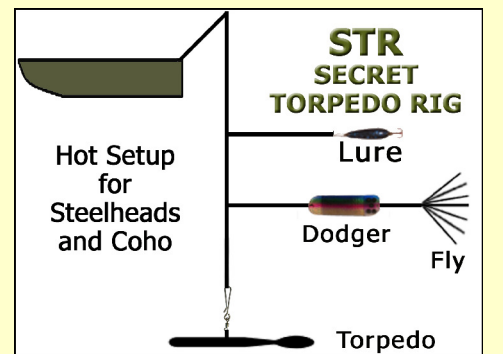 STR
SECRET
TORPEDO RIG
Hot Setup
for
Steelheads
and Coho
Lure
Dodger
Fly
Torpedo